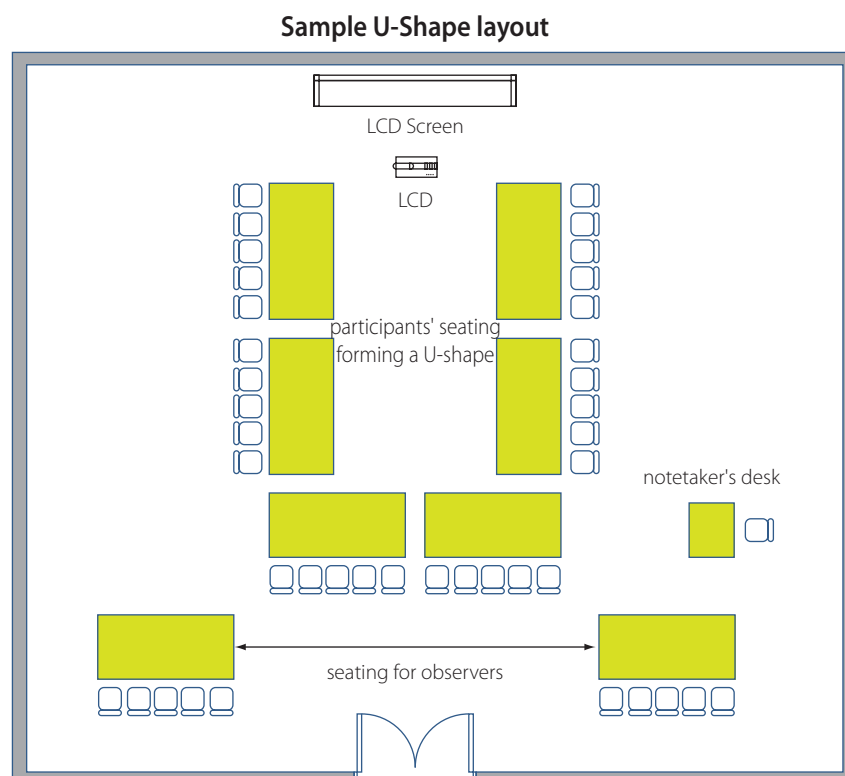 Sample U-Shape layout
LCD Screen
LCD
participants' seating
forming a U-shape
notetaker's desk
seating for observers